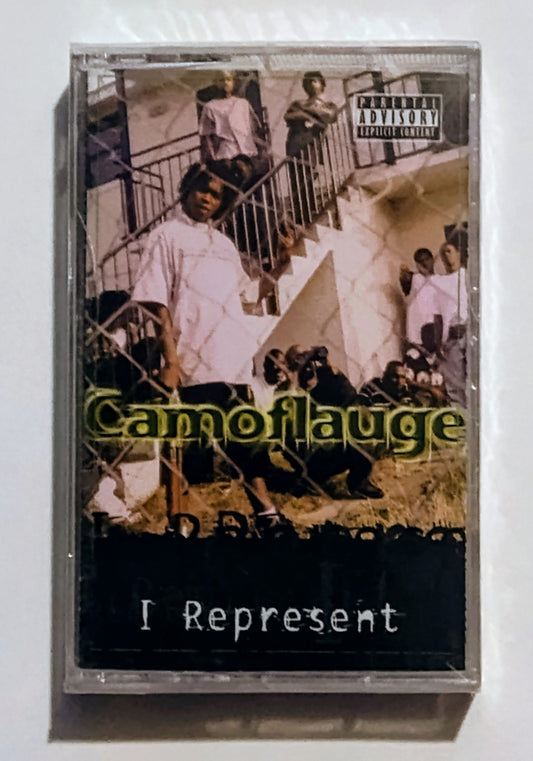 PARENTAL
ADVISORY
EXPLICIT CONTENT
Camoflauge
I Represent